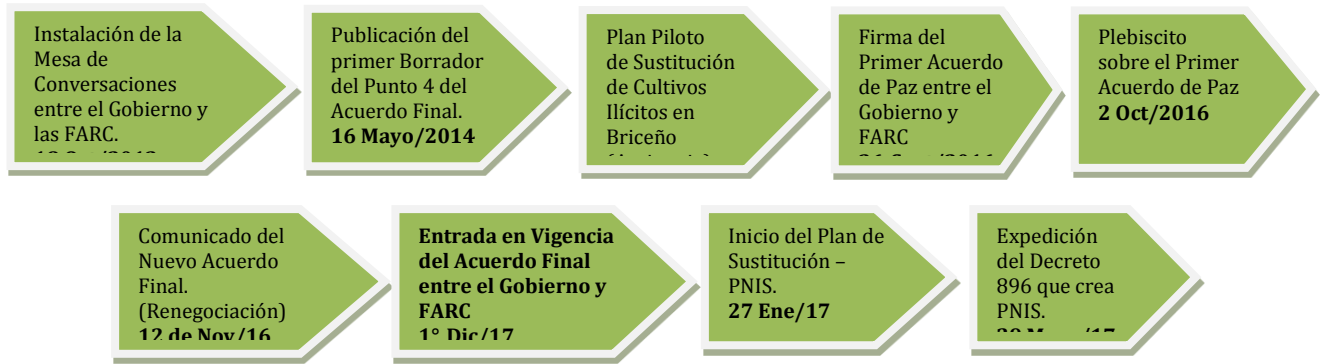 Instalación de la
Mesa de
Conversaciones
entre el Gobierno y
las FARC.
Publicación del
primer Borrador
del Punto 4 del
Acuerdo Final.
16 Mayo/2014
Plan Piloto
de Sustitución
de Cultivos
Ilícitos en
Briceño
Firma del
Primer Acuerdo
de Paz entre el
Gobierno y
FARC
Plebiscito
sobre el Primer
Acuerdo de Paz
2 Oct/2016
Comunicado del
Nuevo Acuerdo
Final.
(Renegociación)
12 de Nov/16
Entrada en Vigencia
del Acuerdo Final
entre el Gobierno y
FARC
1° Dic/17
Inicio del Plan de
Sustitución –
PNIS.
27 Ene/17
Expedición
del Decreto
896 que crea
PNIS.